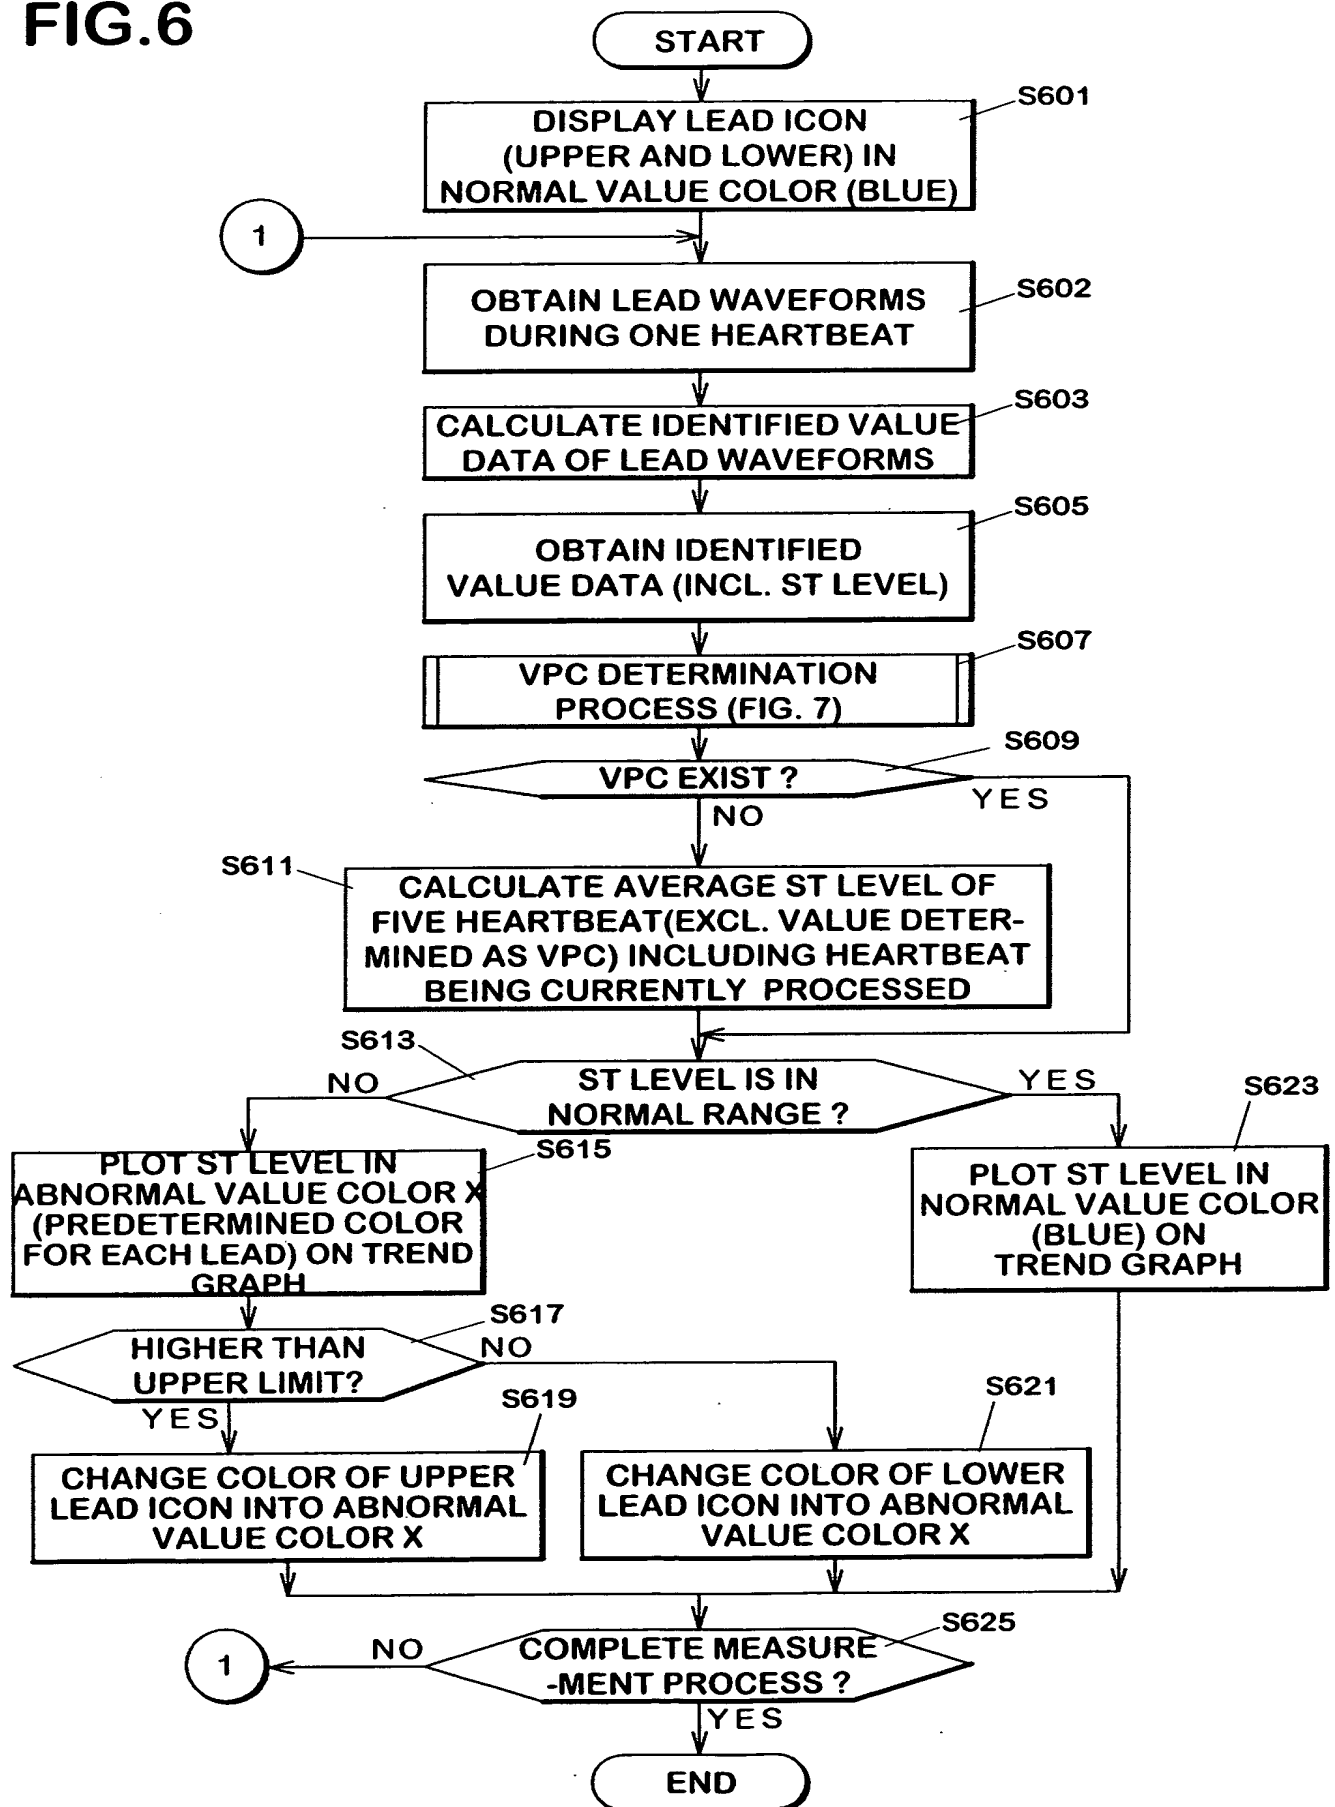 FIG.6
START
S601
DISPLAY LEAD ICON
(UPPER AND LOWER) IN
NORMAL VALUE COLOR (BLUE)
1
S602
OBTAIN LEAD WAVEFORMS
DURING ONE HEARTBEAT
S603
CALCULATE IDENTIFIED VALUE
DATA OF LEAD WAVEFORMS
S605
OBTAIN IDENTIFIED
VALUE DATA (INCL. ST LEVEL)
S607
VPC DETERMINATION
PROCESS (FIG. 7)
S609
VPC EXIST ?
YES
NO
S611
CALCULATE AVERAGE ST LEVEL OF
FIVE HEARTBEAT(EXCL. VALUE DETER-
MINED AS VPC) INCLUDING HEARTBEAT
BEING CURRENTLY PROCESSED
S613
NO
ST LEVEL IS IN
NORMAL RANGE ?
YES
S623
S615
PLOT ST LEVEL IN
ABNORMAL VALUE COLOR X
(PREDETERMINED COLOR
FOR EACH LEAD) ON TREND
GRAPH
PLOT ST LEVEL IN
NORMAL VALUE COLOR
(BLUE) ON
TREND GRAPH
S617
HIGHER THAN
UPPER LIMIT?
NO
YES
S619
S621
CHANGE COLOR OF UPPER
LEAD ICON INTO ABNORMAL
VALUE COLOR X
CHANGE COLOR OF LOWER
LEAD ICON INTO ABNORMAL
VALUE COLOR X
S625
1
NO
COMPLETE MEASURE
-MENT PROCESS ?
YES
END